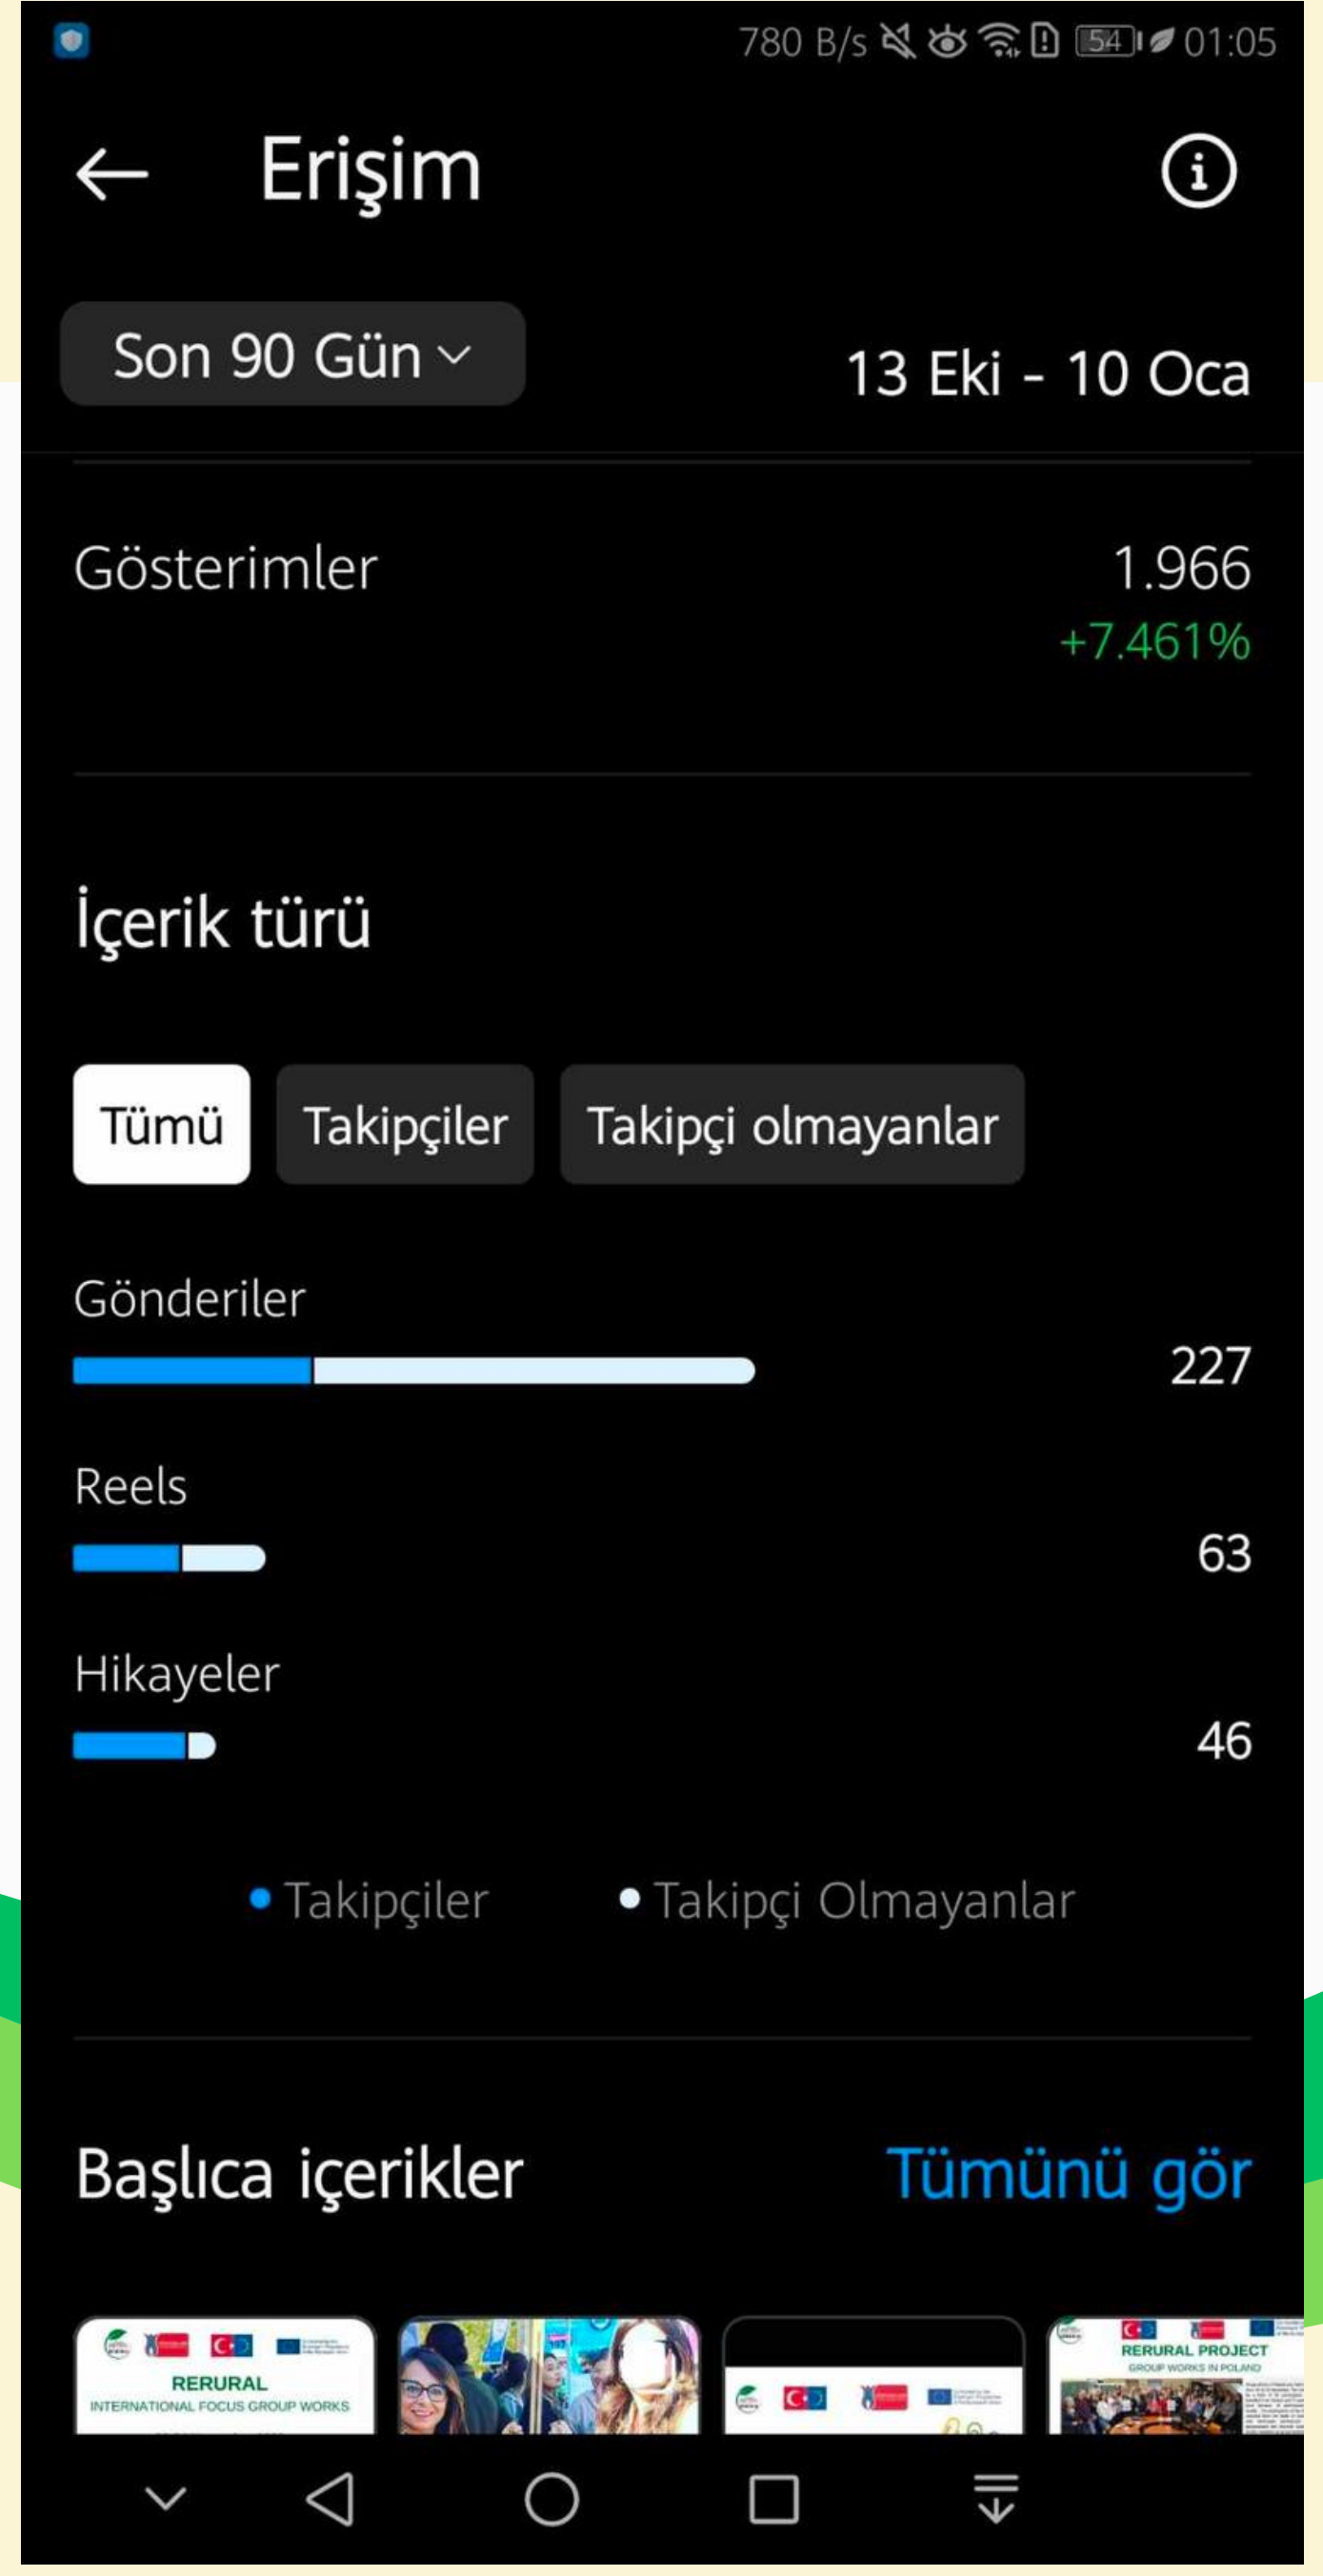 780 B/s 54 01:05
Erişim
Son 90 Gün
13 Eki - 10 Oca
Gösterimler
1.966
+7.461%
İçerik türü
Tümü Takipçiler Takipçi olmayanlar
Gönderiler
227
Reels
63
Hikayeler
46
Takipçiler Takipçi Olmayanlar
Başlıca içerikler Tümünü gör
RERURAL
INTERNATIONAL FOCUS GROUP WORKS
RERURAL PROJECT
GROUP WORKS IN POLAND